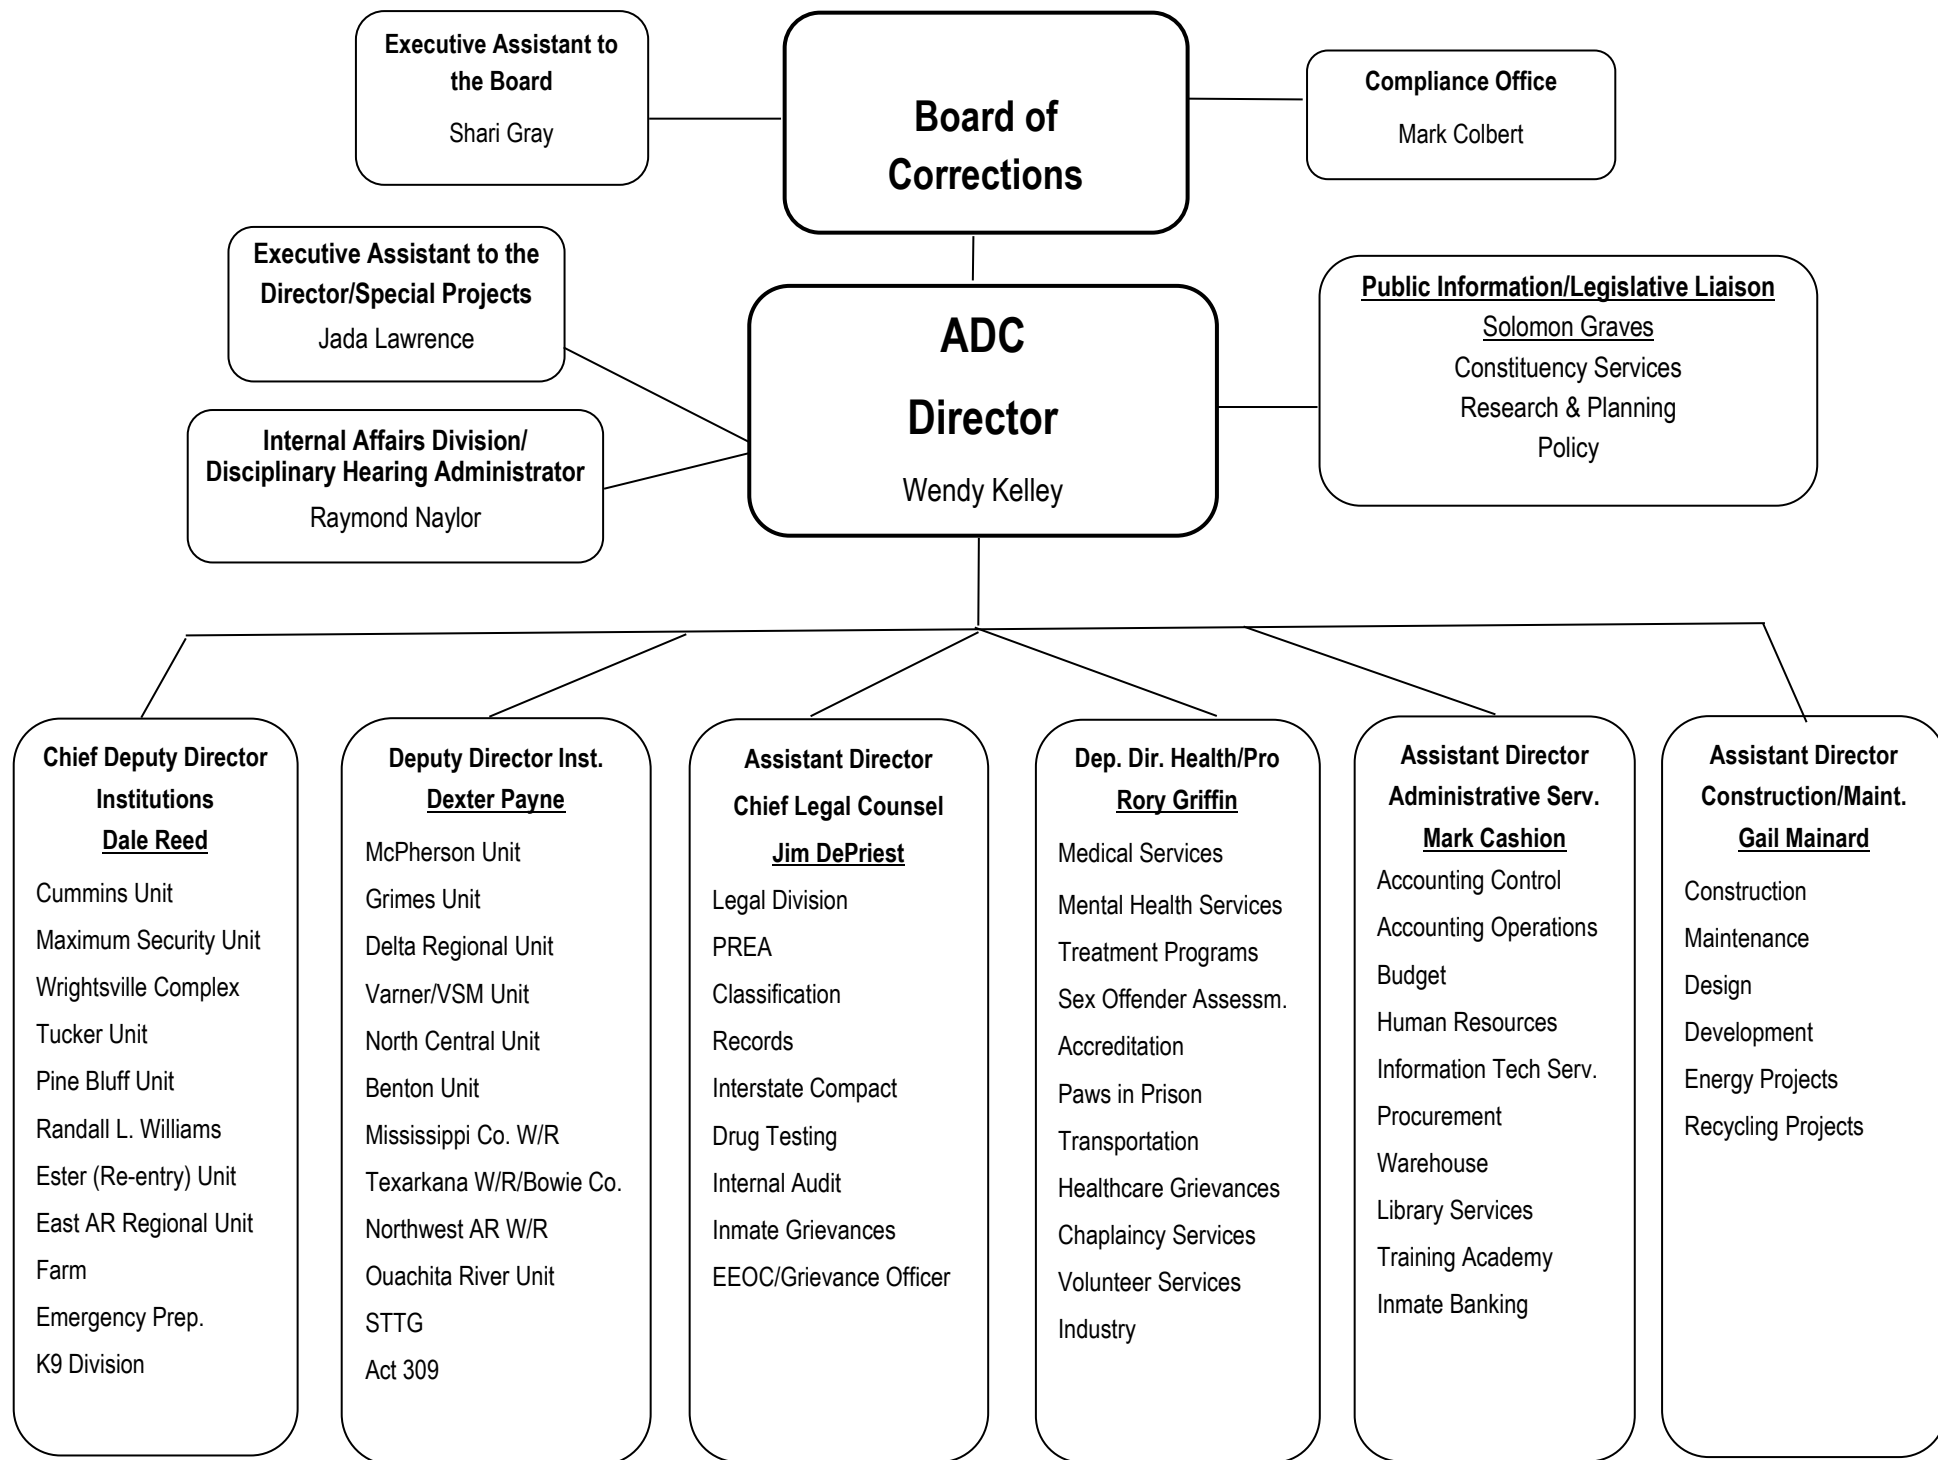 Executive Assistant to
the Board
Shari Gray
Board of
Corrections
Compliance Office
Mark Colbert
Executive Assistant to the
Director/Special Projects
Jada Lawrence
Internal Affairs Division/
Disciplinary Hearing Administrator
Raymond Naylor
ADC
Director
Wendy Kelley
Public Information/Legislative Liaison
Solomon Graves
Constituency Services
Research & Planning
Policy
Chief Deputy Director
Institutions
Dale Reed
Cummins Unit
Maximum Security Unit
Wrightsville Complex
Tucker Unit
Pine Bluff Unit
Randall L. Williams
Ester (Re-entry) Unit
East AR Regional Unit
Farm
Emergency Prep.
K9 Division
Deputy Director Inst.
Dexter Payne
McPherson Unit
Grimes Unit
Delta Regional Unit
Varner/VSM Unit
North Central Unit
Benton Unit
Mississippi Co. W/R
Texarkana W/R/Bowie Co.
Northwest AR W/R
Ouachita River Unit
STTG
Act 309
Assistant Director
Chief Legal Counsel
Jim DePriest
Legal Division
PREA
Classification
Records
Interstate Compact
Drug Testing
Internal Audit
Inmate Grievances
EEOC/Grievance Officer
Dep. Dir. Health/Pro
Rory Griffin
Medical Services
Mental Health Services
Treatment Programs
Sex Offender Assessm.
Accreditation
Paws in Prison
Transportation
Healthcare Grievances
Chaplaincy Services
Volunteer Services
Industry
Assistant Director
Administrative Serv.
Mark Cashion
Accounting Control
Accounting Operations
Budget
Human Resources
Information Tech Serv.
Procurement
Warehouse
Library Services
Training Academy
Inmate Banking
Assistant Director
Construction/Maint.
Gail Mainard
Construction
Maintenance
Design
Development
Energy Projects
Recycling Projects